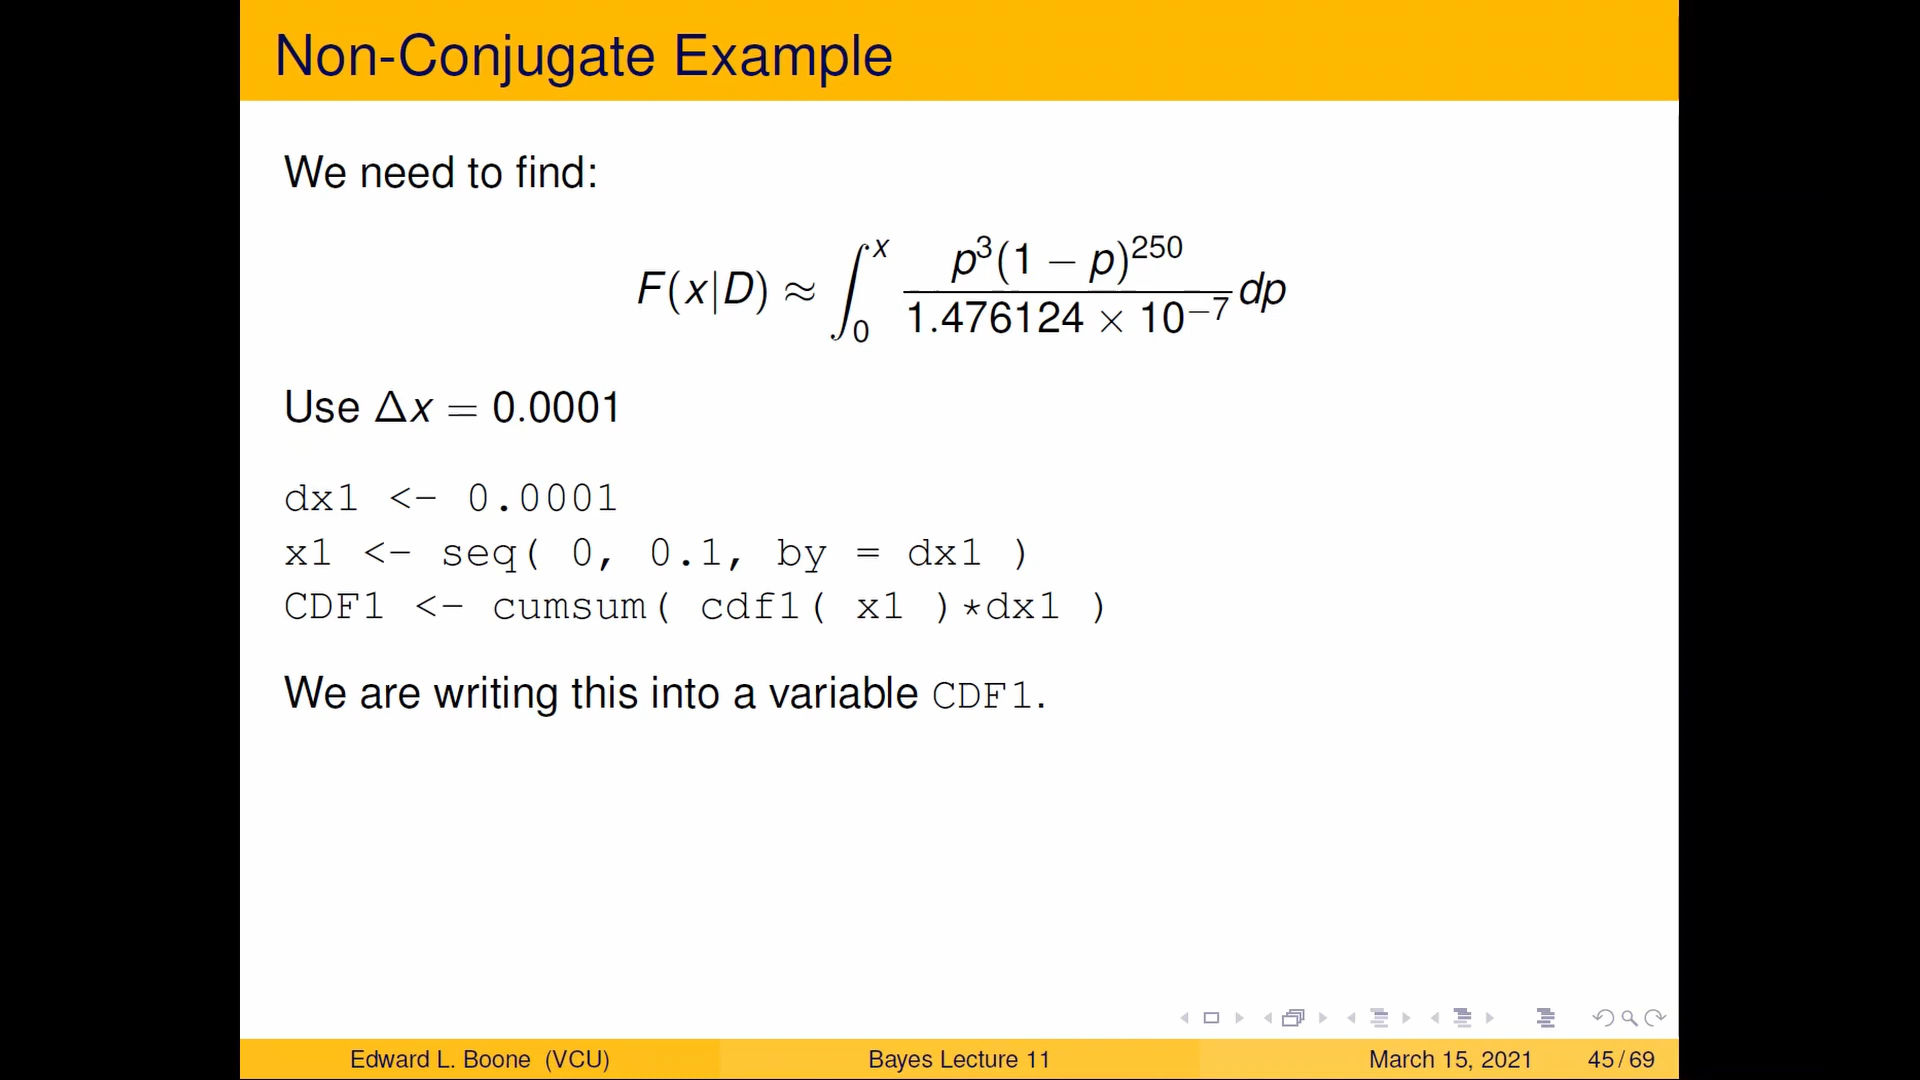 Non-Conjugate Example
We need to find:
F(x|D) ≈ ∫₀ˣ p³(1 − p)²⁵⁰ / 1.476124 × 10⁻⁷ dp
Use Δx = 0.0001
dx1 <- 0.0001
x1 <- seq( 0, 0.1, by = dx1 )
CDF1 <- cumsum( cdf1( x1 )*dx1 )
We are writing this into a variable CDF1.
Edward L. Boone (VCU) Bayes Lecture 11 March 15, 2021 45/69